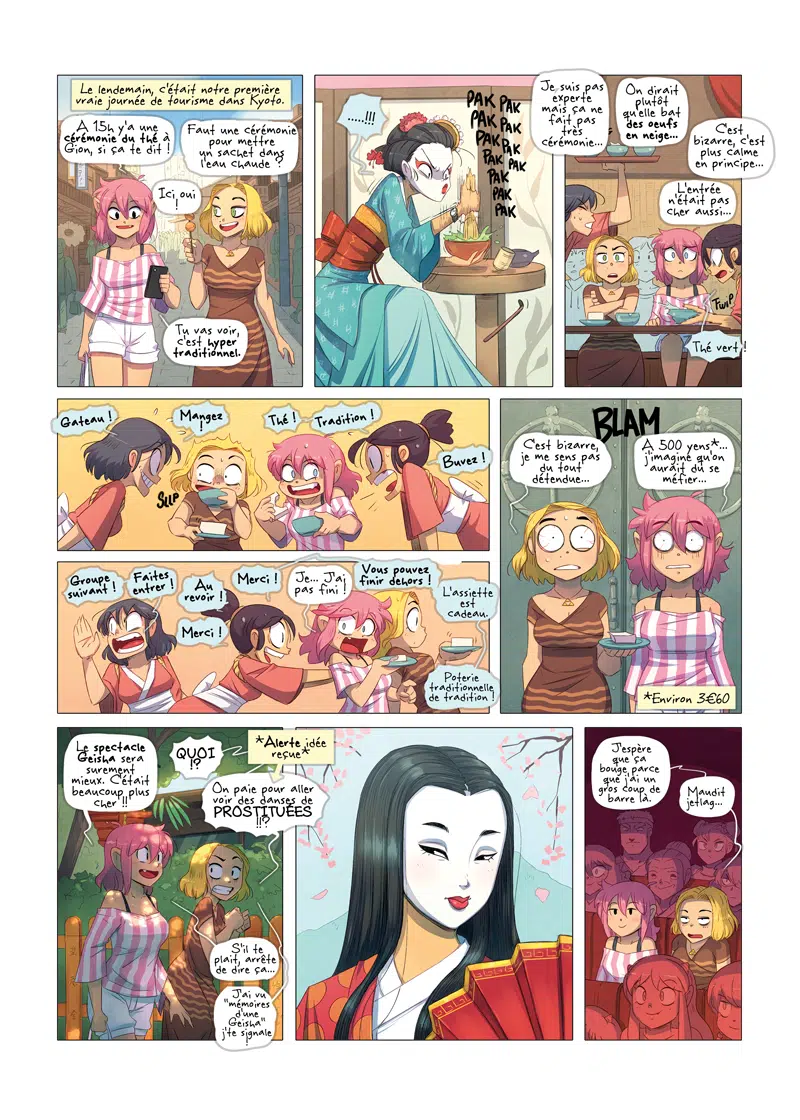 Le lendemain, c'était notre première
vraie journée de tourisme dans Kyoto.
A 15h y'a une
cérémonie du thé à
Gion, si ça te dit !
Faut une cérémonie
pour mettre
un sachet dans
l'eau chaude ?
Ici oui
Tu vas voir,
c'est hyper
traditionnel.
.....!!!
PAK PAK
PAK PAK
PAK PAK
PAK PAK
PAK
PAK
PAK
Je suis pas
experte
mais ça ne
fait pas
très
cérémonie...
On dirait
plutôt
qu'elle bat
des oeufs
en neige...
C'est
bizarre, c'est
plus calme
en principe...
L'entrée
n'était pas
cher aussi...
TWIP
Thé vert !
Gateau !
Mangez !
Thé !
Tradition !
Buvez !
SLLP
BLAM
C'est bizarre,
je me sens pas
du tout
détendue...
A 500 yens*...
j'imagine qu'on
aurait du se
méfier...
*Environ 3€60
Groupe
suivant !
Faites
entrer !
Au
revoir !
Merci !
Merci !
Je... J'ai
pas fini !
Vous pouvez
finir dehors !
L'assiette
est
cadeau.
Poterie
traditionnelle
de tradition !
Le spectacle
Geisha sera
surement
mieux. C'était
beaucoup plus
cher !!!
QUOI
!?
*Alerte idée
reçue*
On paie pour aller
voir des danses de
PROSTITUÉES
!!?
S'il te
plait, arrête
de dire ça...
J'ai vu
"mémoires
d'une
Geisha"
j'te signale
!
J'espère
que ça
bouge parce
que j'ai un
gros coup de
barre là.
Maudit
jetlag...